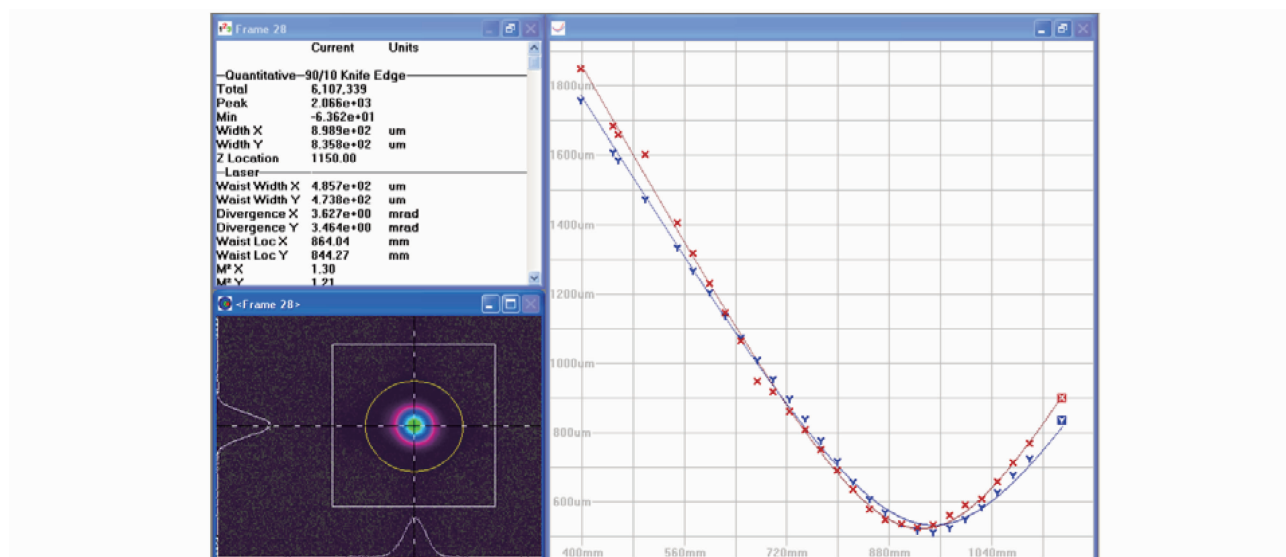 Frame 28
Current Units
Quantitative—90/10 Knife Edge
Total 6,107,339
Peak 2.066e+03
Min -6.362e+01
Width X 8.989e+02 um
Width Y 8.358e+02 um
Z Location 1150.00
Laser
Waist Width X 4.857e+02 um
Waist Width Y 4.738e+02 um
Divergence X 3.627e+00 mrad
Divergence Y 3.464e+00 mrad
Waist Loc X 864.04 mm
Waist Loc Y 844.27 mm
M² X 1.30
M² Y 1.21
<Frame 28>
1800um
1600um
1400um
1200um
1000um
800um
600um
400mm 560mm 720mm 880mm 1040mm